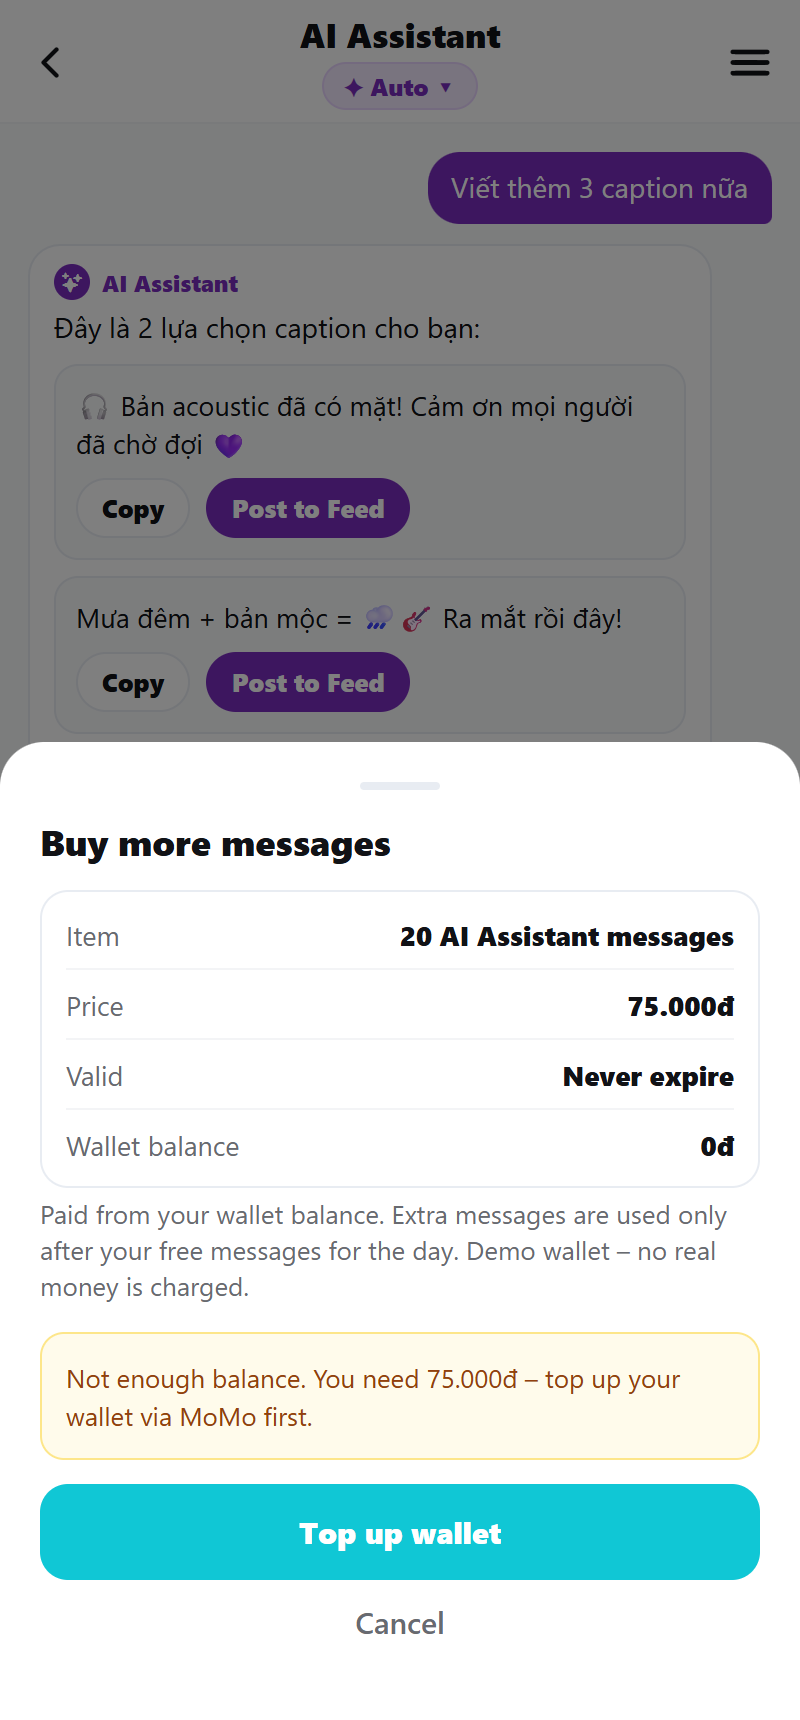 AI Assistant
✦ Auto ▼
Viết thêm 3 caption nữa
AI Assistant
Đây là 2 lựa chọn caption cho bạn:
🎧 Bản acoustic đã có mặt! Cảm ơn mọi người
đã chờ đợi 💜
Copy
Post to Feed
Mưa đêm + bản mộc = 🌧️ 🎸 Ra mắt rồi đây!
Copy
Post to Feed
Buy more messages
Item
20 AI Assistant messages
Price
75.000đ
Valid
Never expire
Wallet balance
0đ
Paid from your wallet balance. Extra messages are used only
after your free messages for the day. Demo wallet – no real
money is charged.
Not enough balance. You need 75.000đ – top up your
wallet via MoMo first.
Top up wallet
Cancel